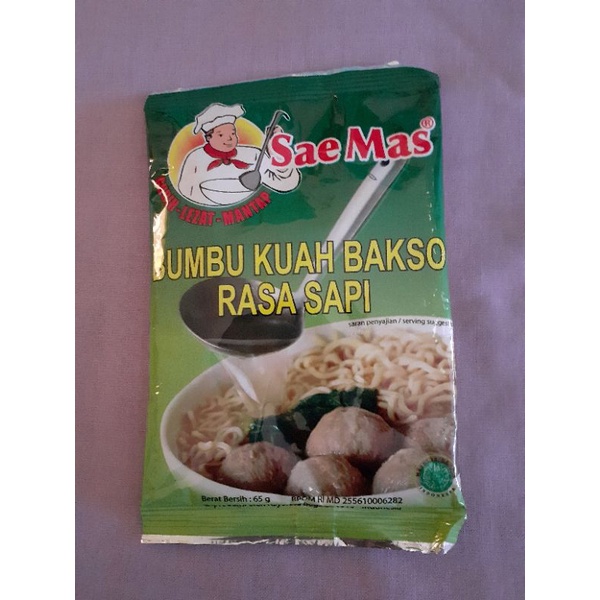 Sae Mas®
LEZAT - MANTAP
BUMBU KUAH BAKSO
RASA SAPI
saran penyajian / serving
Berat Bersih : 65 g BPOM RI MD 255610006282